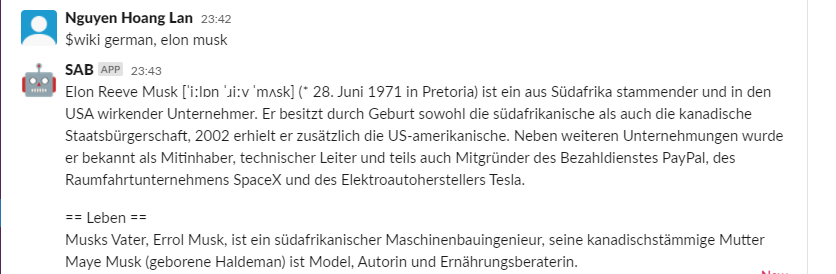 Nguyen Hoang Lan 23:42
$wiki german, elon musk
SAB APP 23:43
Elon Reeve Musk [ˈiːlɒn ˈɹiːv ˈmʌsk] (* 28. Juni 1971 in Pretoria) ist ein aus Südafrika stammender und in den
USA wirkender Unternehmer. Er besitzt durch Geburt sowohl die südafrikanische als auch die kanadische
Staatsbürgerschaft, 2002 erhielt er zusätzlich die US-amerikanische. Neben weiteren Unternehmungen wurde
er bekannt als Mitinhaber, technischer Leiter und teils auch Mitgründer des Bezahldienstes PayPal, des
Raumfahrtunternehmens SpaceX und des Elektroautoherstellers Tesla.
== Leben ==
Musks Vater, Errol Musk, ist ein südafrikanischer Maschinenbauingenieur, seine kanadischstämmige Mutter
Maye Musk (geborene Haldeman) ist Model, Autorin und Ernährungsberaterin.